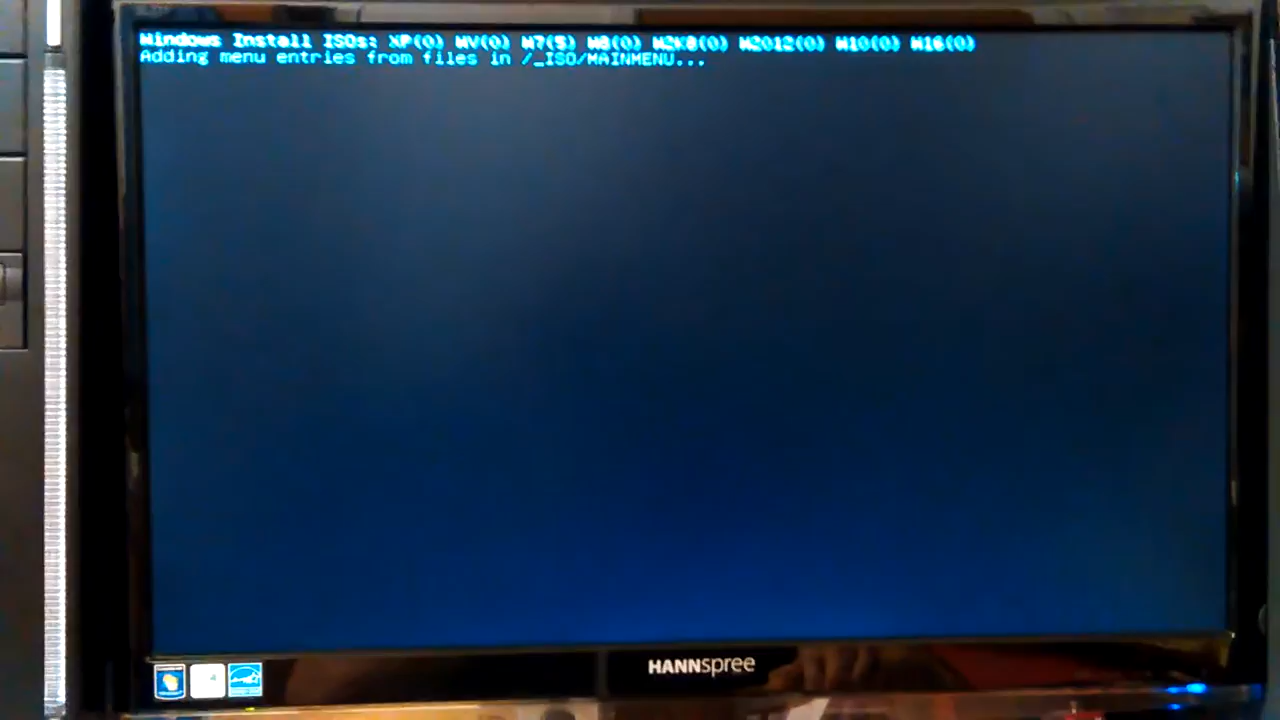 Windows Install ISOs: XP(0) WV(0) W7(5) W8(0) W2K8(0) W2012(0) W10(0) W16(0)
Adding menu entries from files in /_ISO/MAINMENU...
HANNspree